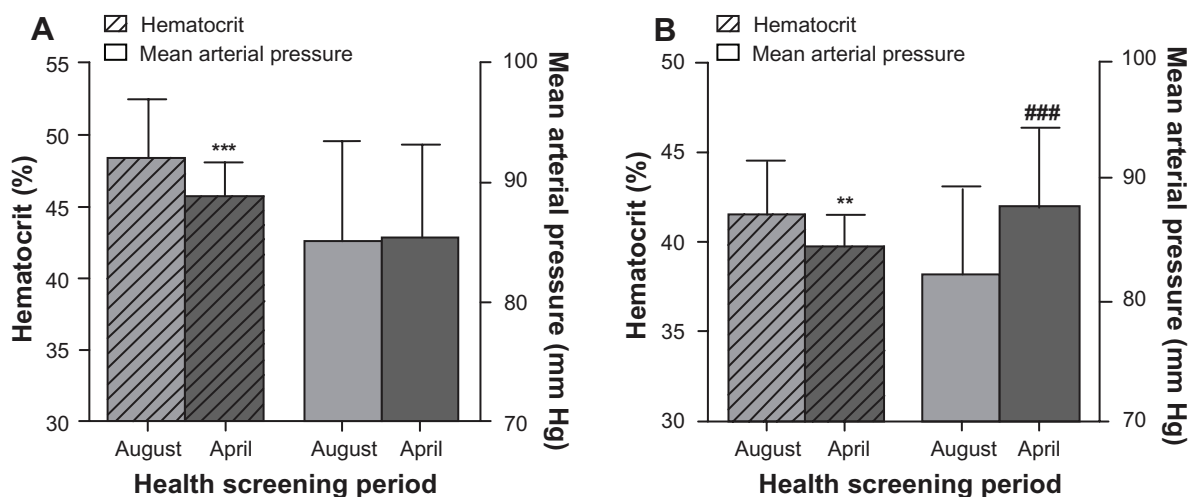 A
Hematocrit
Mean arterial pressure
Hematocrit (%)
55
50
45
40
35
30
100
90
80
70
Mean arterial pressure (mm Hg)
***
August April August April
Health screening period
B
Hematocrit
Mean arterial pressure
Hematocrit (%)
50
45
40
35
30
100
90
80
70
Mean arterial pressure (mm Hg)
**
###
August April August April
Health screening period